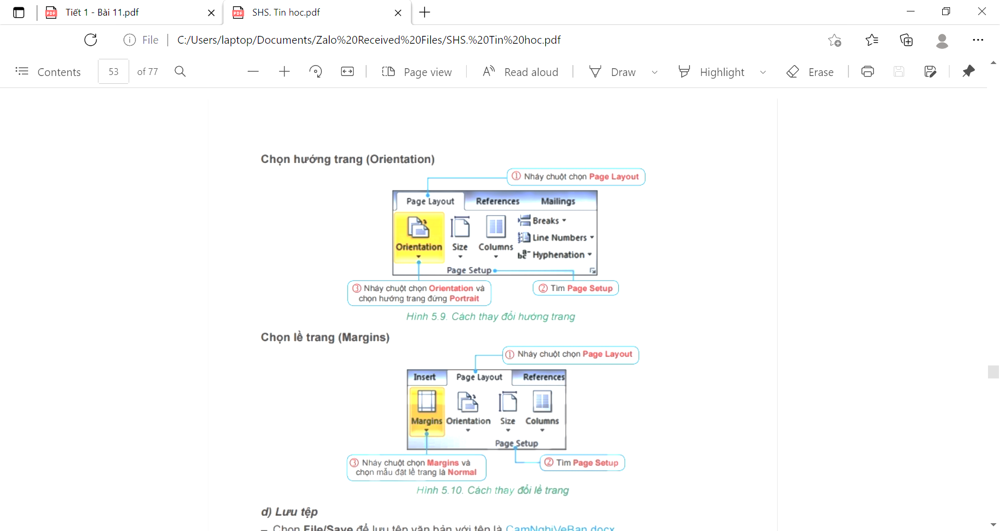 Tiết 1 - Bài 11.pdf
SHS. Tin hoc.pdf
File
C:/Users/laptop/Documents/Zalo%20Received%20Files/SHS.%20Tin%20hoc.pdf
Contents
53
of 77
Page view
Read aloud
Draw
Highlight
Erase
Chọn hướng trang (Orientation)
① Nháy chuột chọn Page Layout
Page Layout References Mailings
Orientation Size Columns
Breaks
Line Numbers
Hyphenation
Page Setup
③ Nháy chuột chọn Orientation và
chọn hướng trang đứng Portrait
② Tìm Page Setup
Hình 5.9. Cách thay đổi hướng trang
Chọn lề trang (Margins)
① Nháy chuột chọn Page Layout
Insert Page Layout References
Margins Orientation Size Columns
Page Setup
③ Nháy chuột chọn Margins và
chọn mẫu đặt lề trang là Normal
② Tìm Page Setup
Hình 5.10. Cách thay đổi lề trang
d) Lưu tệp
– Chọn File/Save để lưu tệp văn bản với tên là CamNghiVeBan.docx